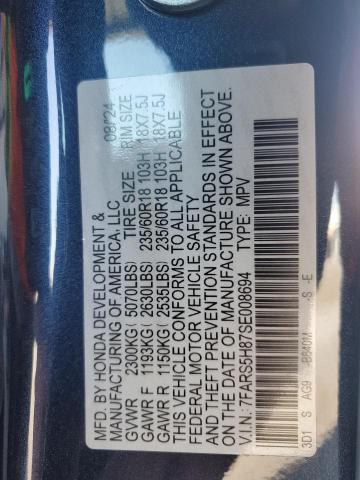 MFD. BY HONDA DEVELOPMENT &
MANUFACTURING OF AMERICA, LLC 08/24
GVWR 2300KG (5070LBS) TIRE SIZE RIM SIZE
GAWR F 1193KG (2630LBS) 235/60R18 103H 18X7.5J
GAWR R 1150KG (2535LBS) 235/60R18 103H 18X7.5J
THIS VEHICLE CONFORMS TO ALL APPLICABLE
FEDERAL MOTOR VEHICLE SAFETY
AND THEFT PREVENTION STANDARDS IN EFFECT
ON THE DATE OF MANUFACTURE SHOWN ABOVE.
V.I.N: 7FARS5H87SE008694 TYPE: MPV
3D1 S AG9